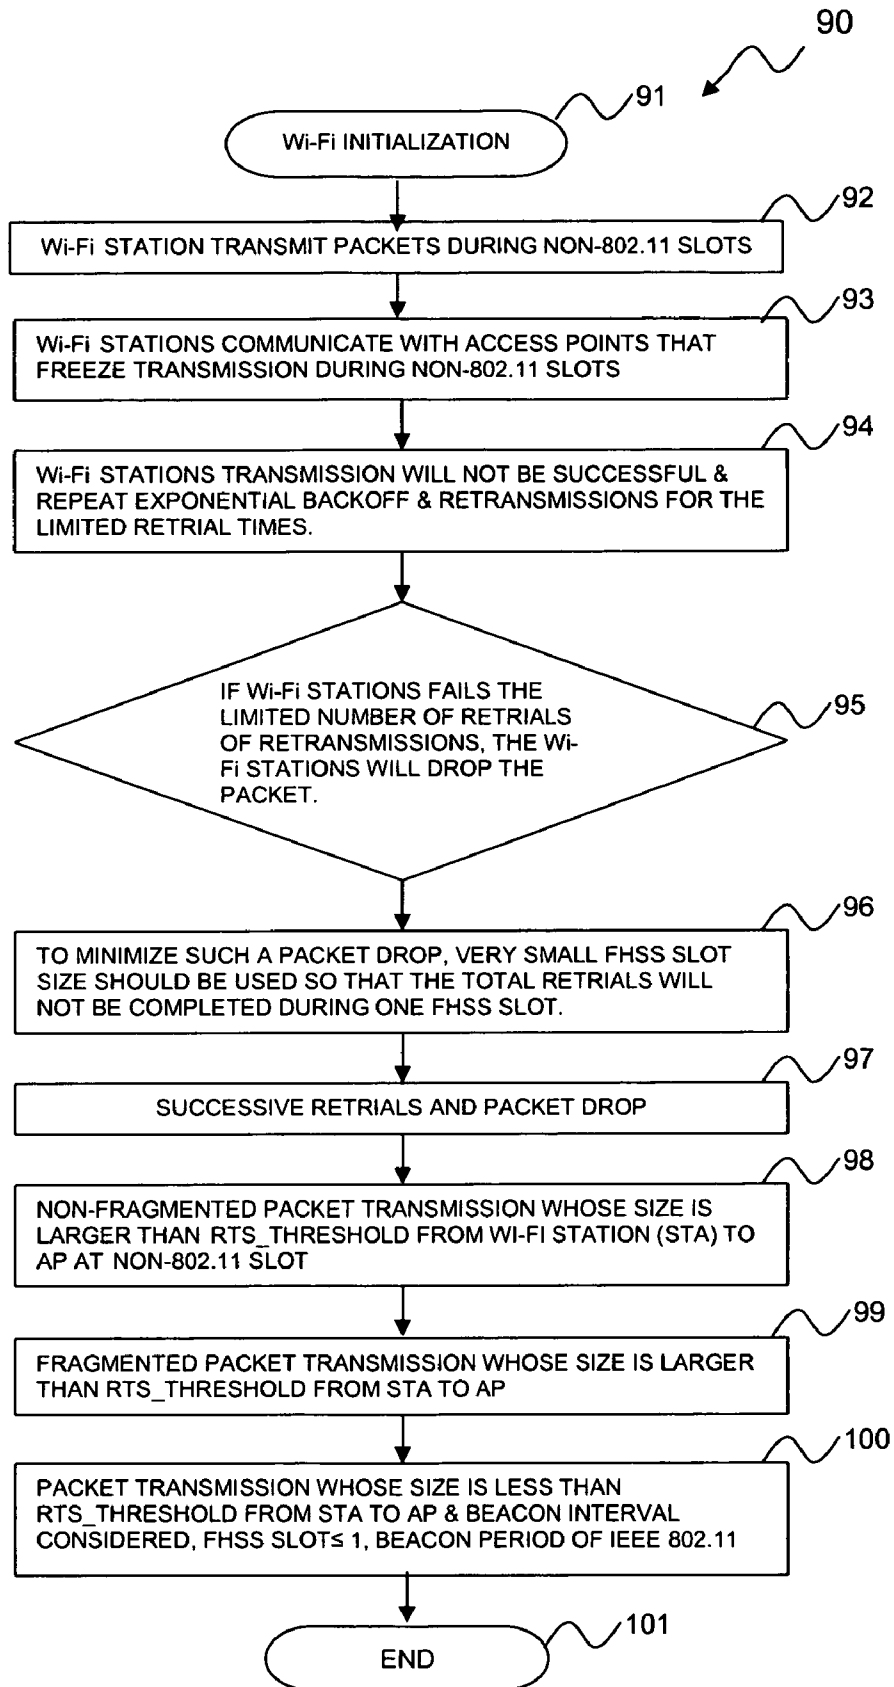 90
91
Wi-Fi INITIALIZATION
92
Wi-Fi STATION TRANSMIT PACKETS DURING NON-802.11 SLOTS
93
Wi-Fi STATIONS COMMUNICATE WITH ACCESS POINTS THAT
FREEZE TRANSMISSION DURING NON-802.11 SLOTS
94
Wi-Fi STATIONS TRANSMISSION WILL NOT BE SUCCESSFUL &
REPEAT EXPONENTIAL BACKOFF & RETRANSMISSIONS FOR THE
LIMITED RETRIAL TIMES.
95
IF Wi-Fi STATIONS FAILS THE
LIMITED NUMBER OF RETRIALS
OF RETRANSMISSIONS, THE Wi-
Fi STATIONS WILL DROP THE
PACKET.
96
TO MINIMIZE SUCH A PACKET DROP, VERY SMALL FHSS SLOT
SIZE SHOULD BE USED SO THAT THE TOTAL RETRIALS WILL
NOT BE COMPLETED DURING ONE FHSS SLOT.
97
SUCCESSIVE RETRIALS AND PACKET DROP
98
NON-FRAGMENTED PACKET TRANSMISSION WHOSE SIZE IS
LARGER THAN RTS_THRESHOLD FROM WI-FI STATION (STA) TO
AP AT NON-802.11 SLOT
99
FRAGMENTED PACKET TRANSMISSION WHOSE SIZE IS LARGER
THAN RTS_THRESHOLD FROM STA TO AP
100
PACKET TRANSMISSION WHOSE SIZE IS LESS THAN
RTS_THRESHOLD FROM STA TO AP & BEACON INTERVAL
CONSIDERED, FHSS SLOT≤ 1, BEACON PERIOD OF IEEE 802.11
101
END